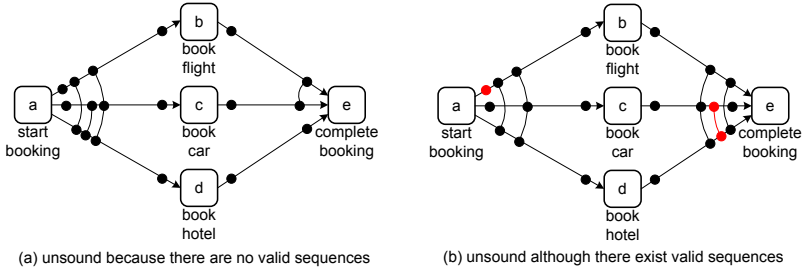 b
book
flight
a
start
booking
c
book
car
e
complete
booking
d
book
hotel
(a) unsound because there are no valid sequences
b
book
flight
a
start
booking
c
book
car
e
complete
booking
d
book
hotel
(b) unsound although there exist valid sequences